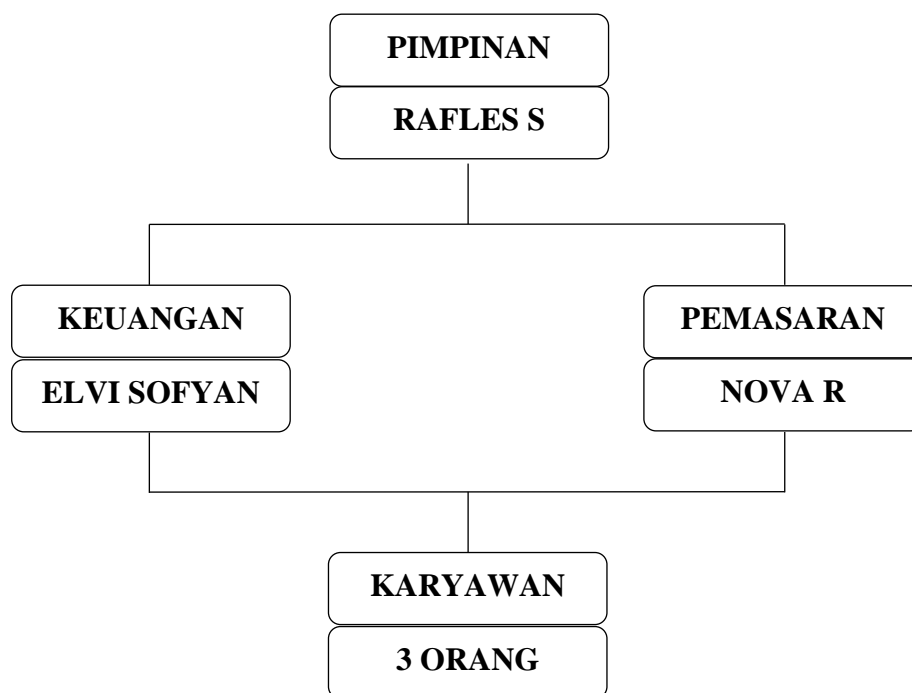 PIMPINAN
RAFLES S
KEUANGAN
ELVI SOFYAN
PEMASARAN
NOVA R
KARYAWAN
3 ORANG